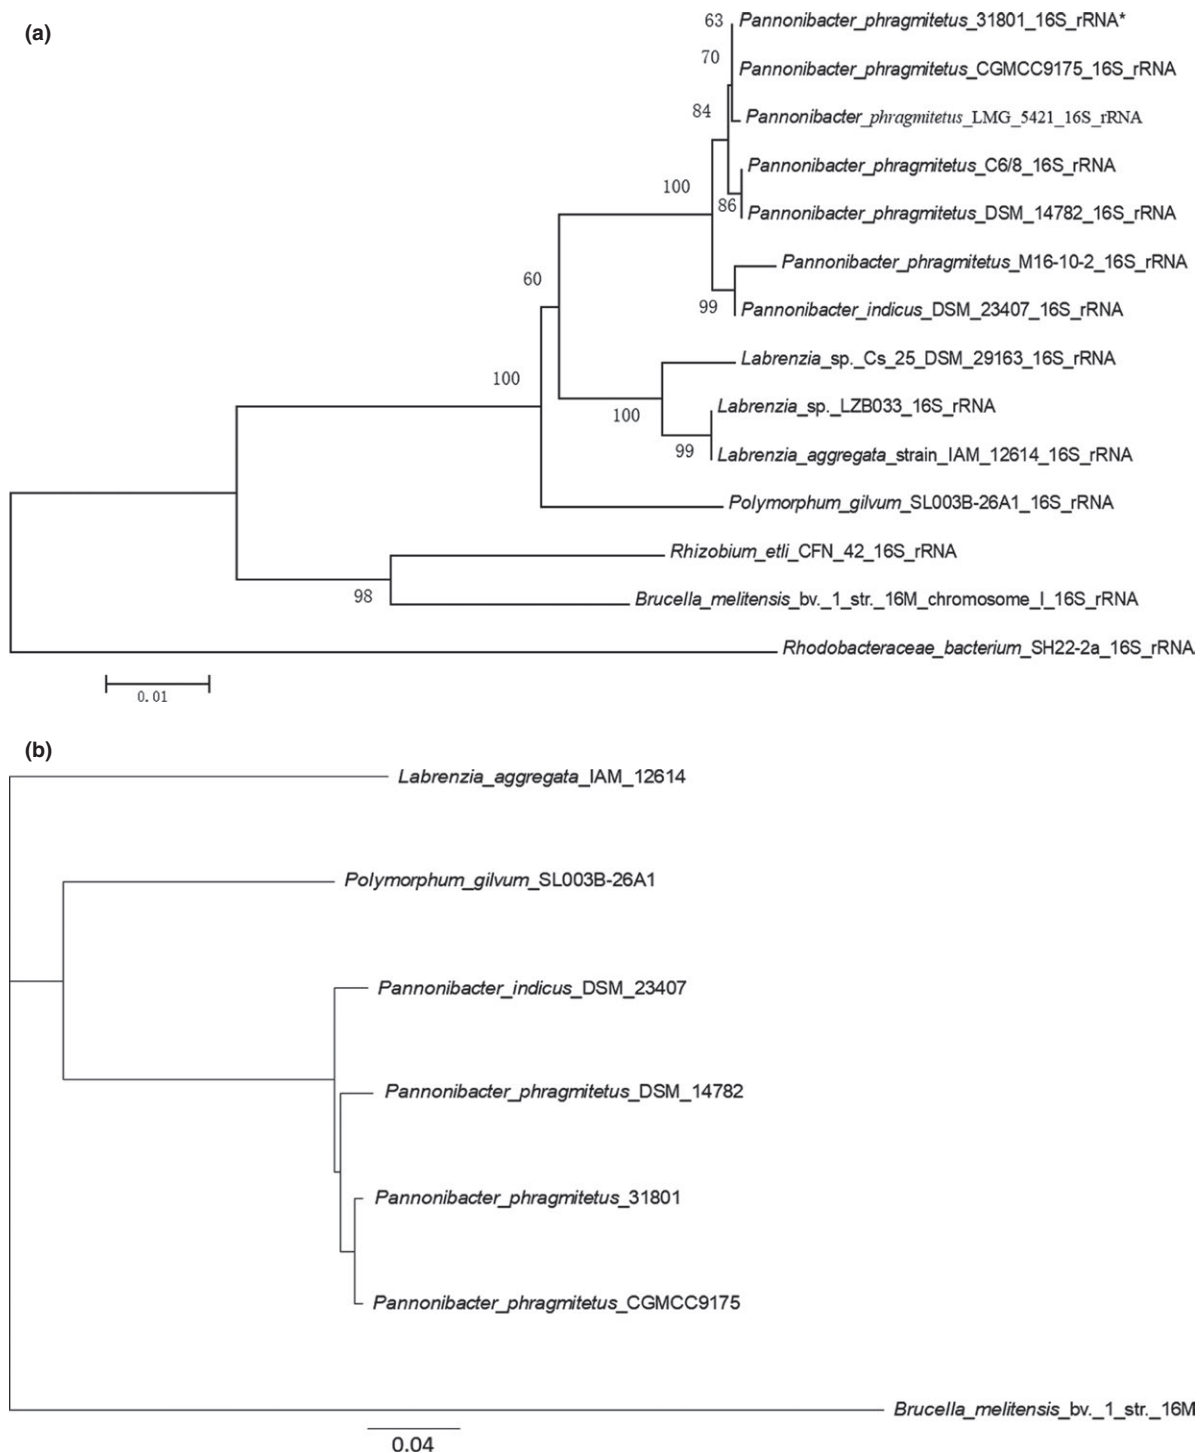 (a)
63
Pannonibacter_phragmitetus_31801_16S_rRNA*
70
Pannonibacter_phragmitetus_CGMCC9175_16S_rRNA
84
Pannonibacter_phragmitetus_LMG_5421_16S_rRNA
Pannonibacter_phragmitetus_C6/8_16S_rRNA
100
86
Pannonibacter_phragmitetus_DSM_14782_16S_rRNA
Pannonibacter_phragmitetus_M16-10-2_16S_rRNA
60
99
Pannonibacter_indicus_DSM_23407_16S_rRNA
Labrenzia_sp._Cs_25_DSM_29163_16S_rRNA
100
Labrenzia_sp._LZB033_16S_rRNA
100
99
Labrenzia_aggregata_strain_IAM_12614_16S_rRNA
Polymorphum_gilvum_SL003B-26A1_16S_rRNA
Rhizobium_etli_CFN_42_16S_rRNA
98
Brucella_melitensis_bv._1_str._16M_chromosome_I_16S_rRNA
Rhodobacteraceae_bacterium_SH22-2a_16S_rRNA
0.01
(b)
Labrenzia_aggregata_IAM_12614
Polymorphum_gilvum_SL003B-26A1
Pannonibacter_indicus_DSM_23407
Pannonibacter_phragmitetus_DSM_14782
Pannonibacter_phragmitetus_31801
Pannonibacter_phragmitetus_CGMCC9175
Brucella_melitensis_bv._1_str._16M
0.04